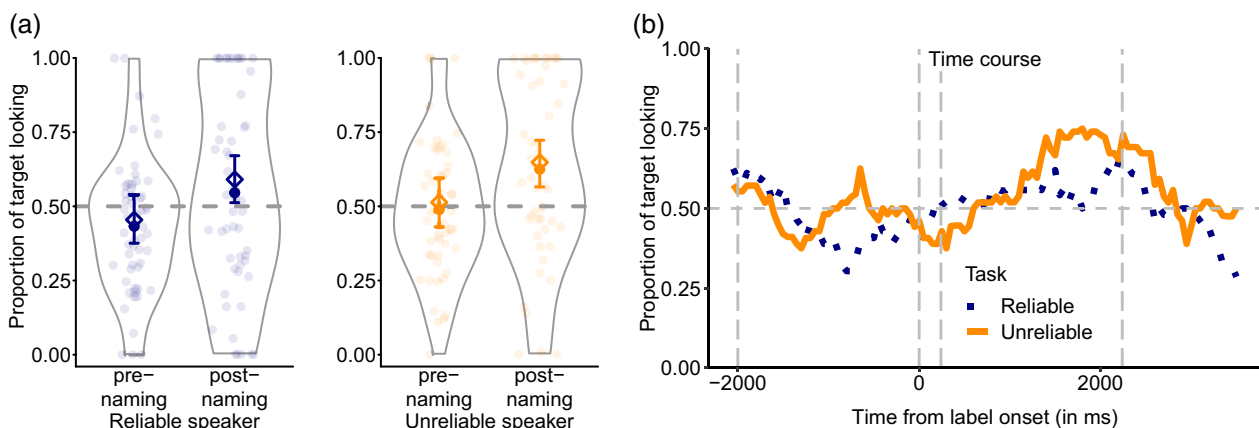 (a)
Proportion of target looking
1.00
0.75
0.50
0.25
0.00
pre-
naming
post-
naming
Reliable speaker
1.00
0.75
0.50
0.25
0.00
pre-
naming
post-
naming
Unreliable speaker
(b)
Proportion of target looking
1.00
0.75
0.50
0.25
0.00
Time course
Task
Reliable
Unreliable
−2000
0
2000
Time from label onset (in ms)